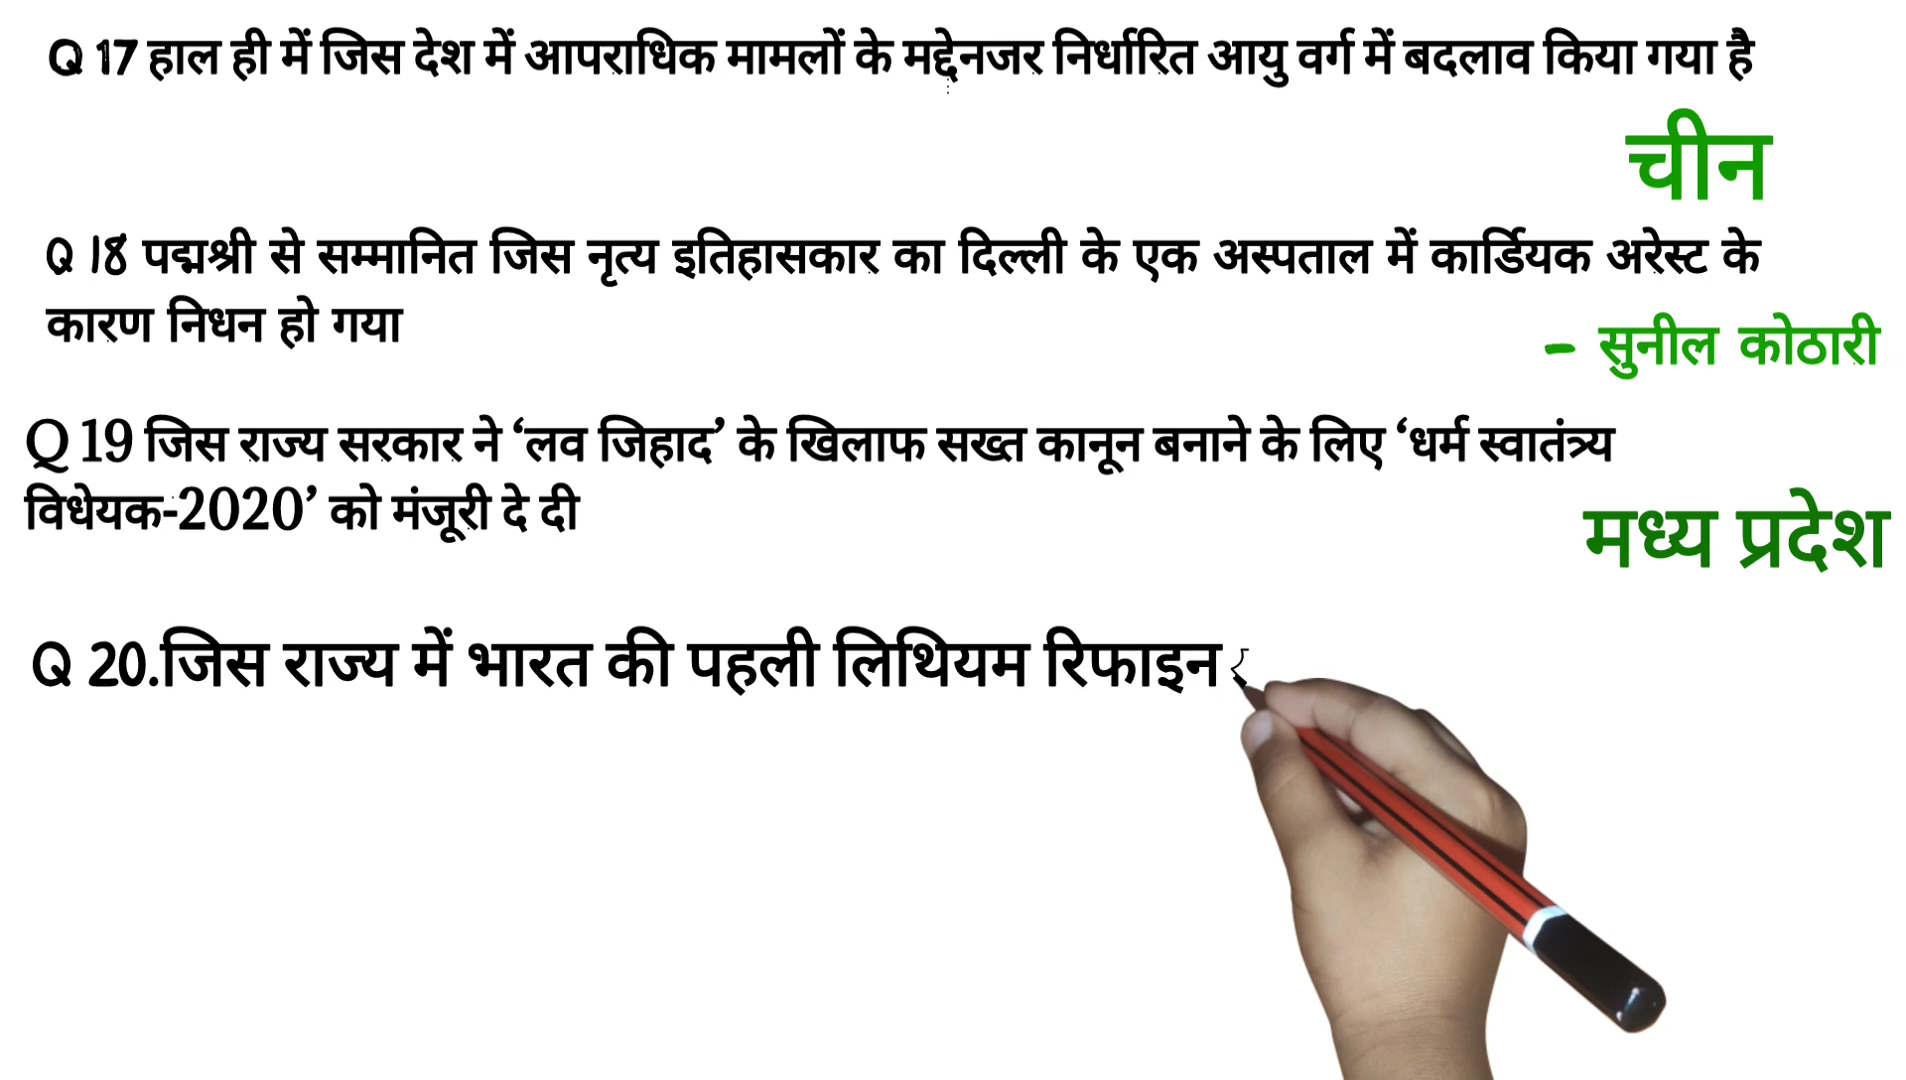 Q 17 हाल ही में जिस देश में आपराधिक मामलों के मद्देनजर निर्धारित आयु वर्ग में बदलाव किया गया है
चीन
Q 18 पद्मश्री से सम्मानित जिस नृत्य इतिहासकार का दिल्ली के एक अस्पताल में कार्डियक अरेस्ट के
कारण निधन हो गया
– सुनील कोठारी
Q 19 जिस राज्य सरकार ने ‘लव जिहाद’ के खिलाफ सख्त कानून बनाने के लिए ‘धर्म स्वातंत्र्य
विधेयक-2020’ को मंजूरी दे दी
मध्य प्रदेश
Q 20.जिस राज्य में भारत की पहली लिथियम